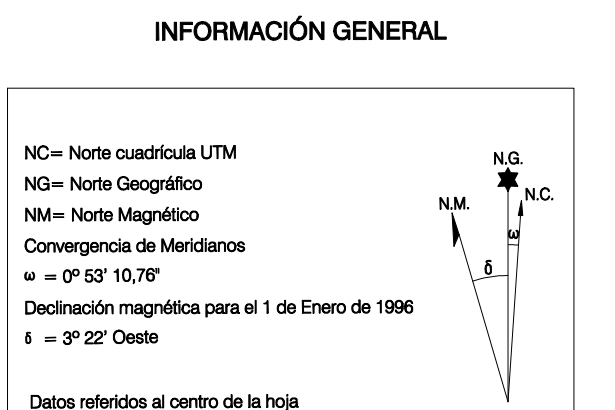 INFORMACIÓN GENERAL
NC= Norte cuadrícula UTM
NG= Norte Geográfico
NM= Norte Magnético
Convergencia de Meridianos
ω = 0º 53' 10,76"
Declinación magnética para el 1 de Enero de 1996
δ = 3º 22' Oeste
Datos referidos al centro de la hoja
N.G.
N.C.
N.M.
ω
δ